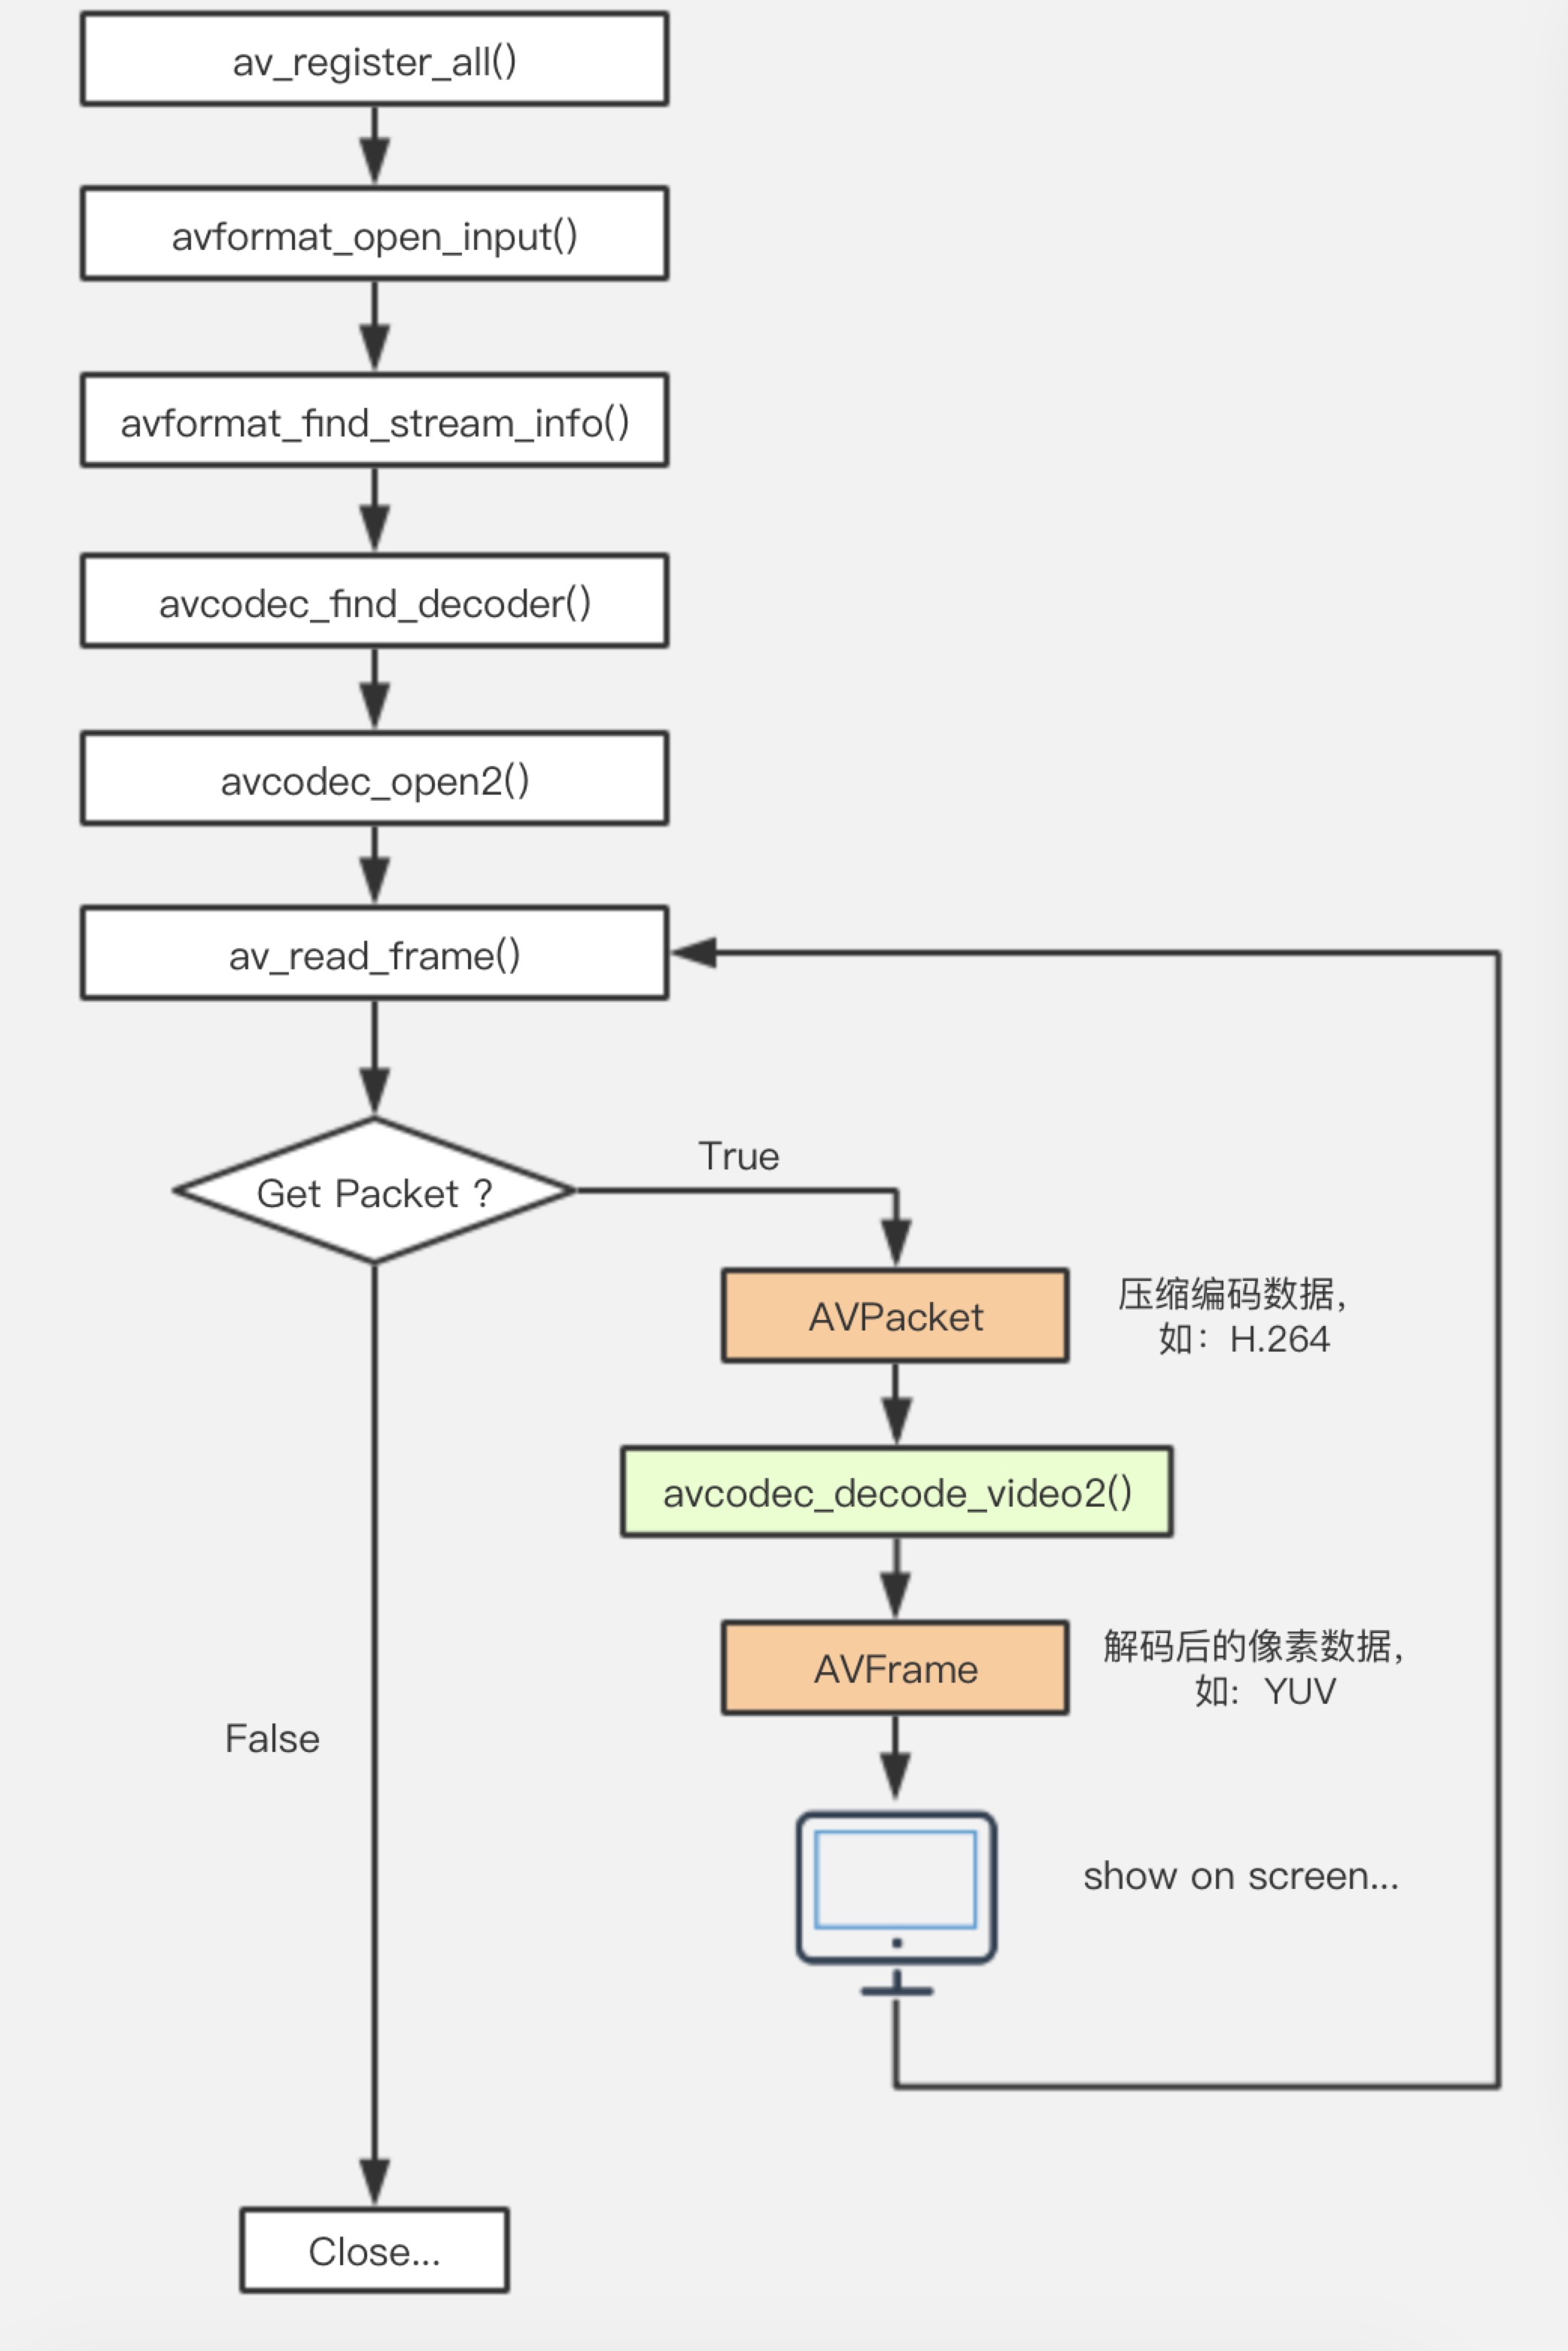 av_register_all()
avformat_open_input()
avformat_find_stream_info()
avcodec_find_decoder()
avcodec_open2()
av_read_frame()
Get Packet ?
True
AVPacket
压缩编码数据，
如：H.264
avcodec_decode_video2()
AVFrame
解码后的像素数据，
如：YUV
False
show on screen...
Close...